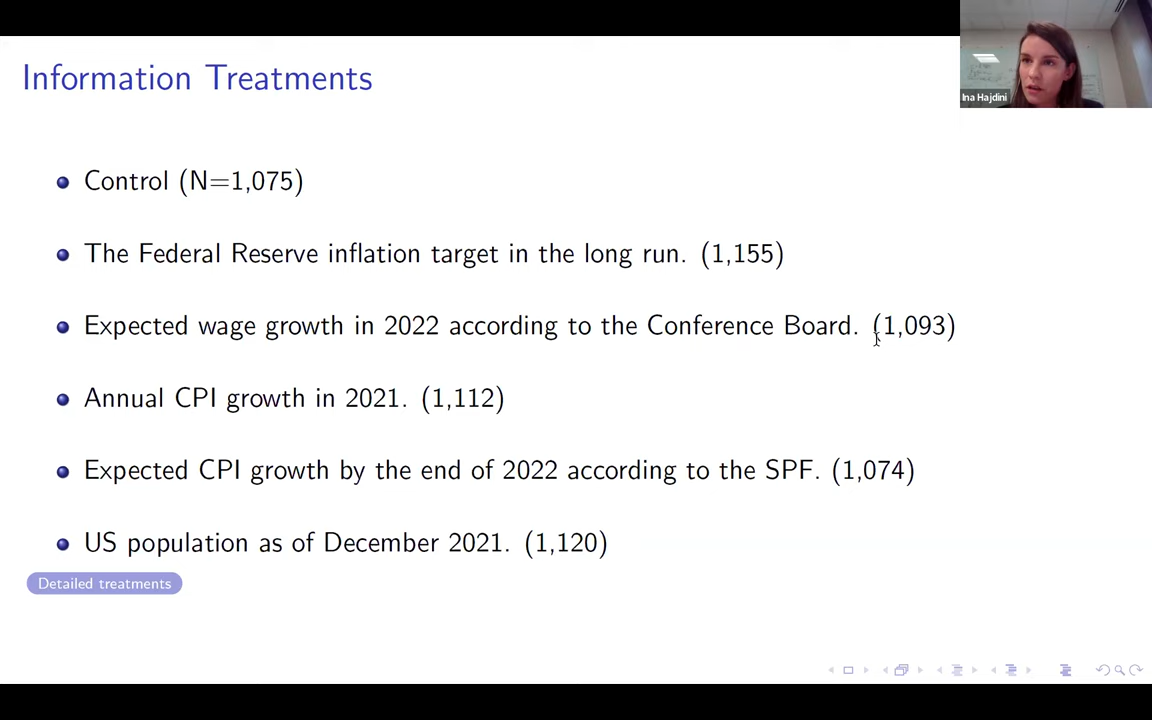 Information Treatments
Ina Hajdini
Control (N=1,075)
The Federal Reserve inflation target in the long run. (1,155)
Expected wage growth in 2022 according to the Conference Board. (1,093)
Annual CPI growth in 2021. (1,112)
Expected CPI growth by the end of 2022 according to the SPF. (1,074)
US population as of December 2021. (1,120)
Detailed treatments